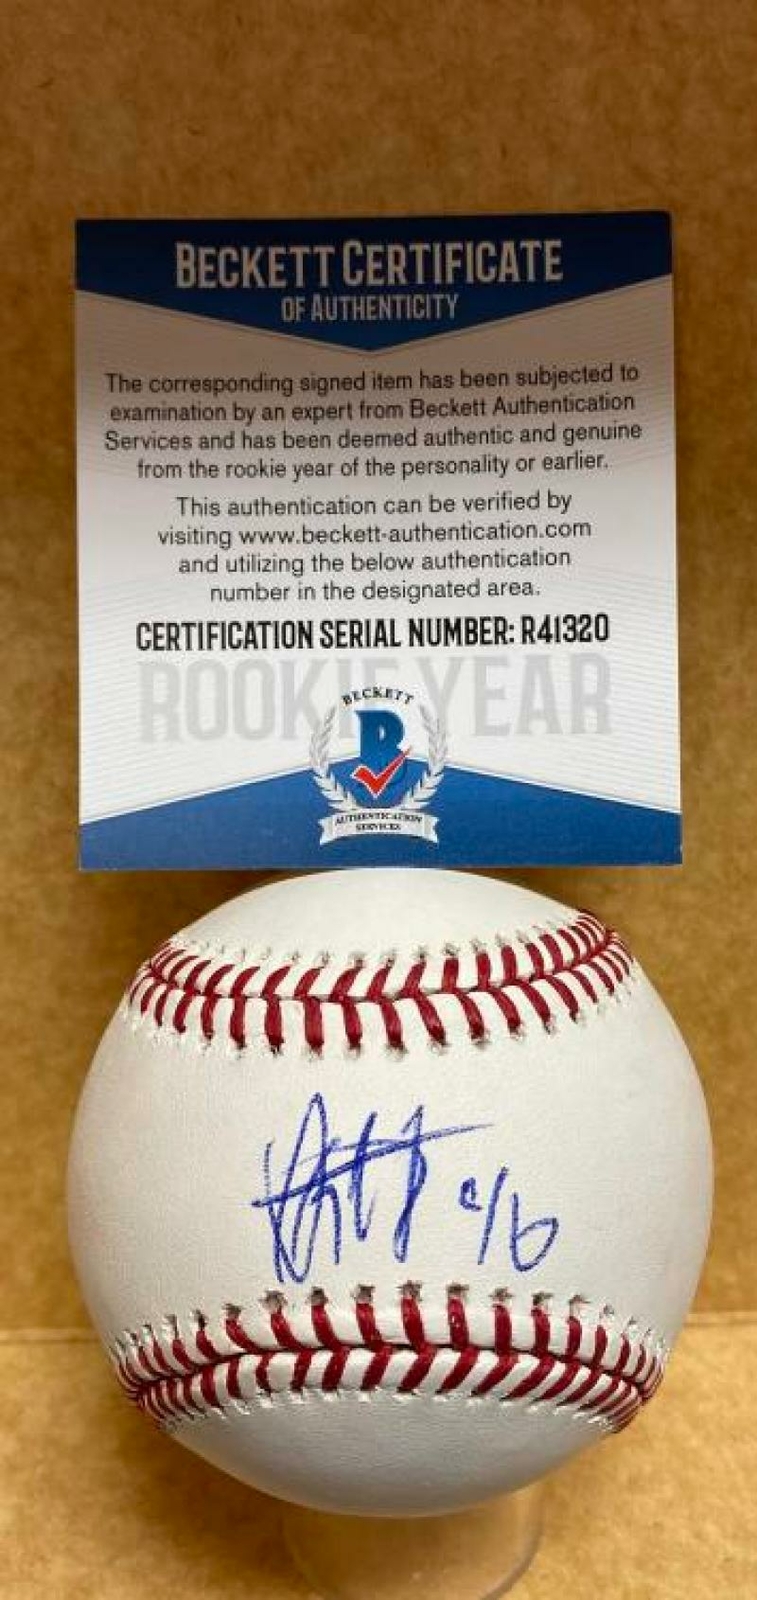 BECKETT CERTIFICATE
OF AUTHENTICITY
The corresponding signed item has been subjected to
examination by an expert from Beckett Authentication
Services and has been deemed authentic and genuine
from the rookie year of the personality or earlier.
This authentication can be verified by
visiting www.beckett-authentication.com
and utilizing the below authentication
number in the designated area.
CERTIFICATION SERIAL NUMBER: R41320
ROOKIE YEAR
BECKETT
B
AUTHENTICATION
SERVICES